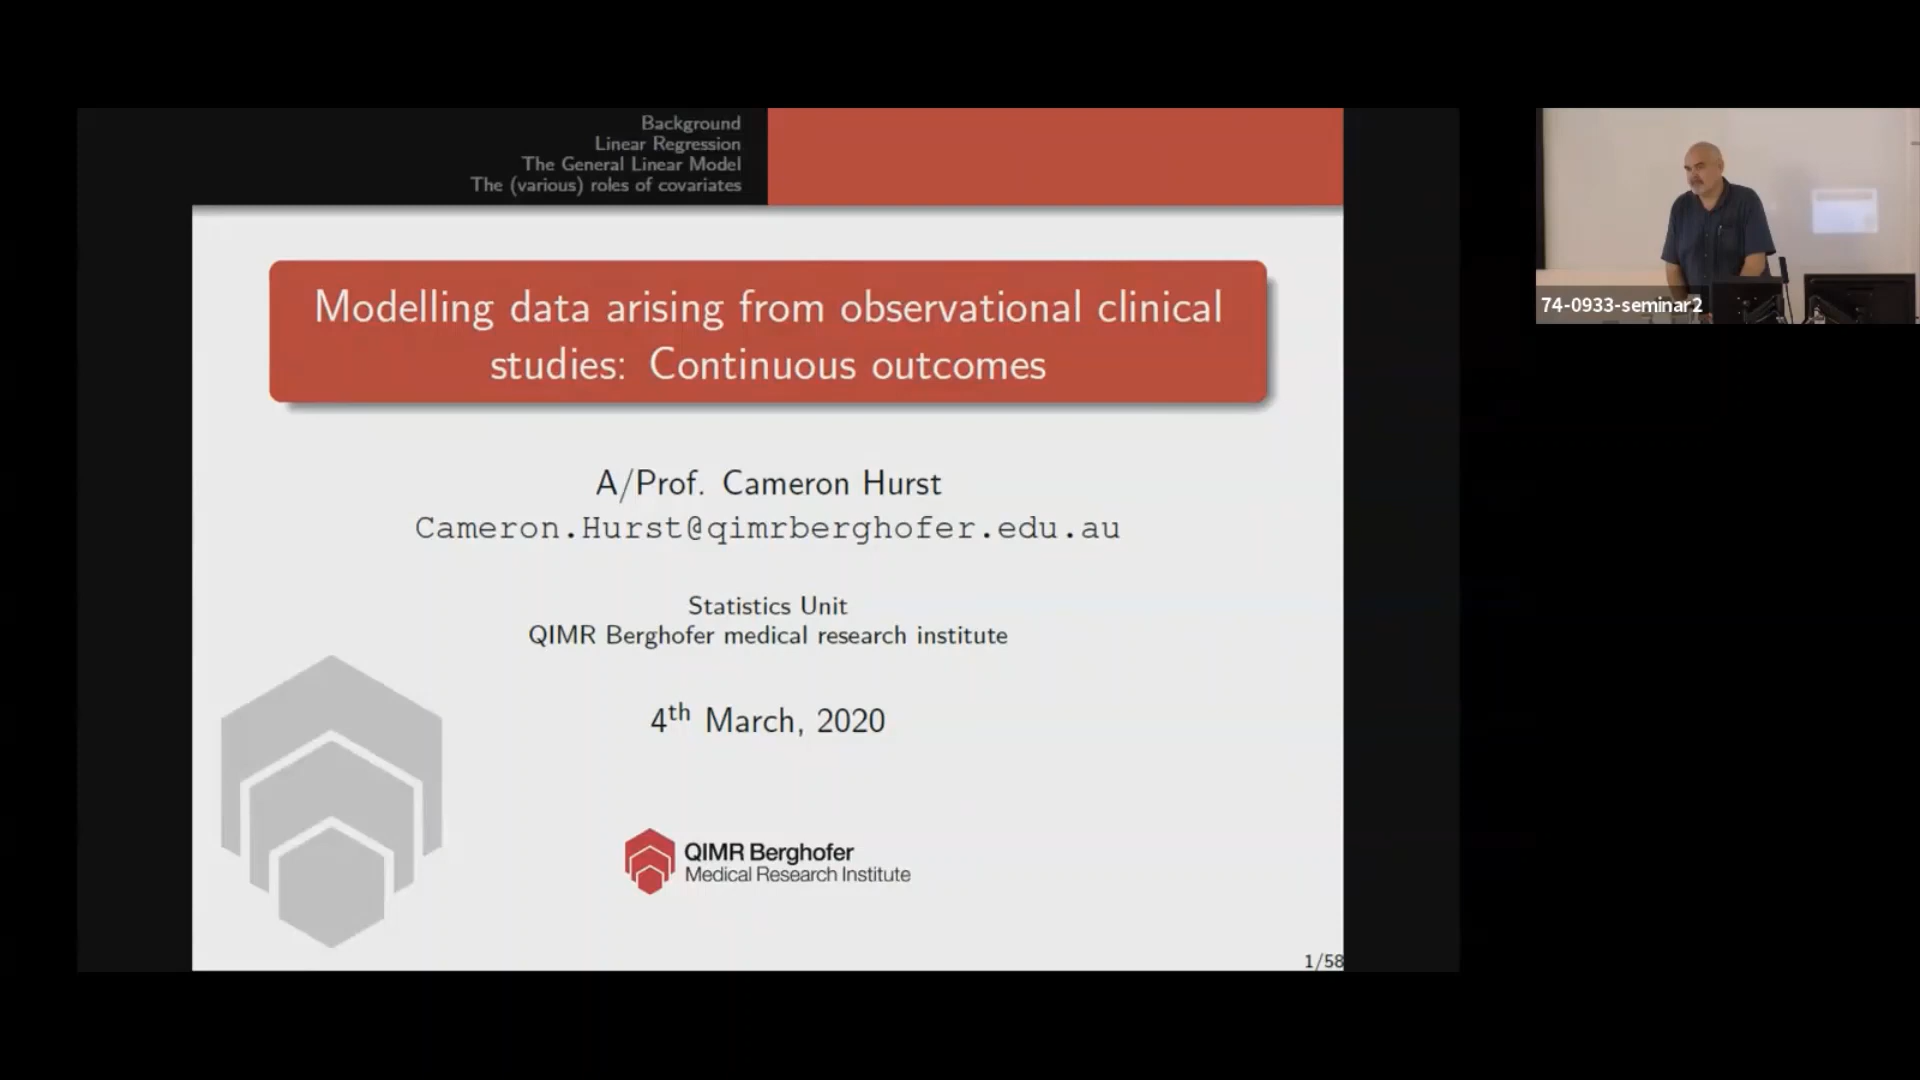 Background
Linear Regression
The General Linear Model
The (various) roles of covariates
Modelling data arising from observational clinical
studies: Continuous outcomes
A/Prof. Cameron Hurst
Cameron.Hurst@qimrberghofer.edu.au
Statistics Unit
QIMR Berghofer medical research institute
4th March, 2020
QIMR Berghofer
Medical Research Institute
1/58
74-0933-seminar2